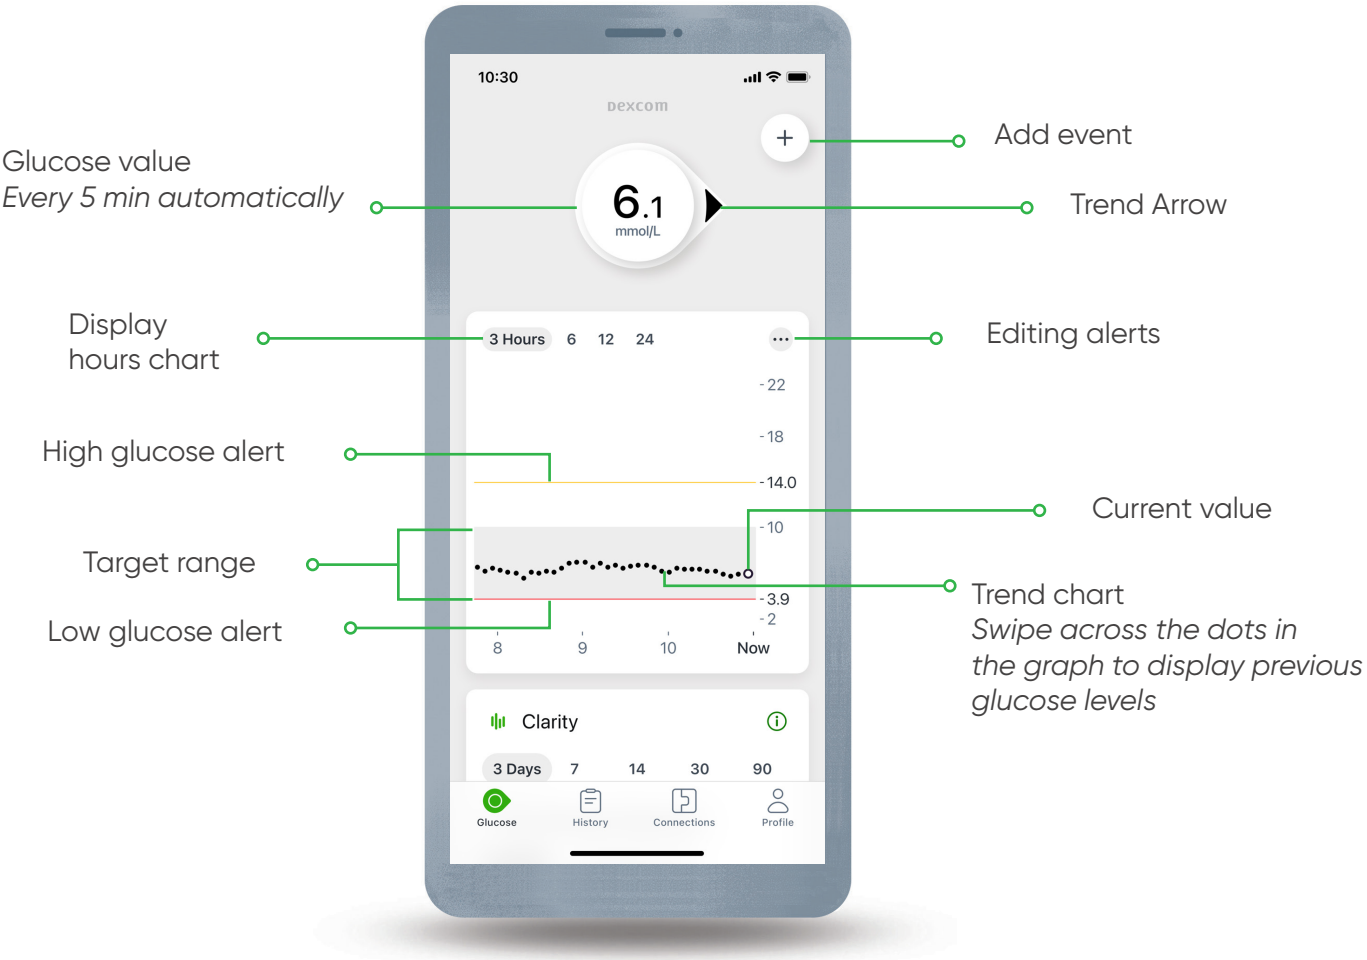 10:30
Dexcom
Add event
Glucose value
Every 5 min automatically
6.1
mmol/L
Trend Arrow
Display
hours chart
3 Hours 6 12 24
Editing alerts
-22
-18
High glucose alert
-14.0
Current value
-10
Target range
-3.9
-2
Low glucose alert
8 9 10 Now
Trend chart
Swipe across the dots in
the graph to display previous
glucose levels
Clarity
3 Days 7 14 30 90
Glucose History Connections Profile